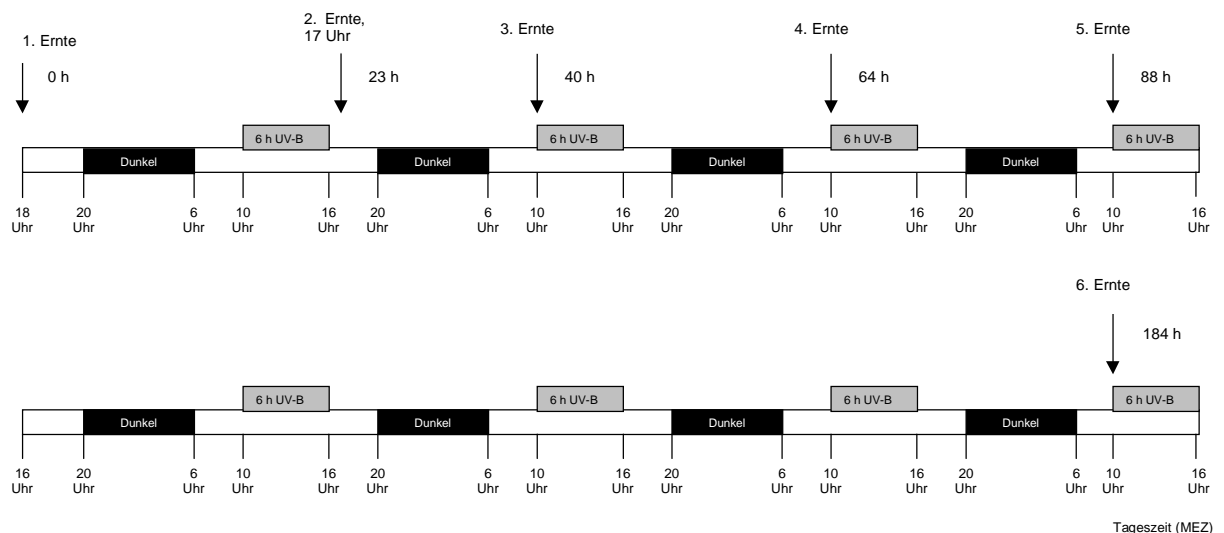 1. Ernte
0 h
2. Ernte,
17 Uhr
23 h
3. Ernte
40 h
4. Ernte
64 h
5. Ernte
88 h
6 h UV-B
6 h UV-B
6 h UV-B
6 h UV-B
Dunkel
Dunkel
Dunkel
Dunkel
18 20 6 10 16 20 6 10 16 20 6 10 16 20 6 10 16
Uhr Uhr Uhr Uhr Uhr Uhr Uhr Uhr Uhr Uhr Uhr Uhr Uhr Uhr Uhr Uhr Uhr
6. Ernte
184 h
6 h UV-B
6 h UV-B
6 h UV-B
6 h UV-B
Dunkel
Dunkel
Dunkel
Dunkel
16 20 6 10 16 20 6 10 16 20 6 10 16 20 6 10 16
Uhr Uhr Uhr Uhr Uhr Uhr Uhr Uhr Uhr Uhr Uhr Uhr Uhr Uhr Uhr Uhr Uhr
Tageszeit (MEZ)